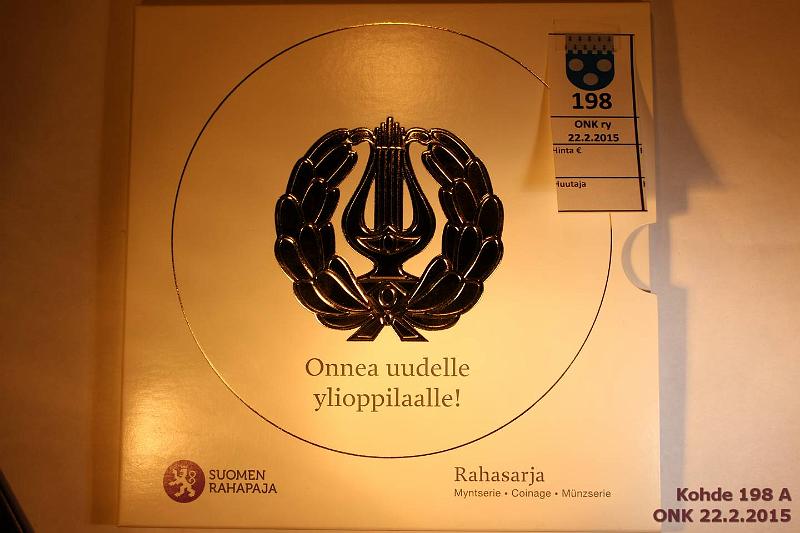 198
ONK ry
22.2.2015
Hinta €
Huutaja
Onnea uudelle
ylioppilaalle!
SUOMEN
RAHAPAJA
Rahasarja
Myntserie • Coinage • Münzserie
Kohde 198 A
ONK 22.2.2015